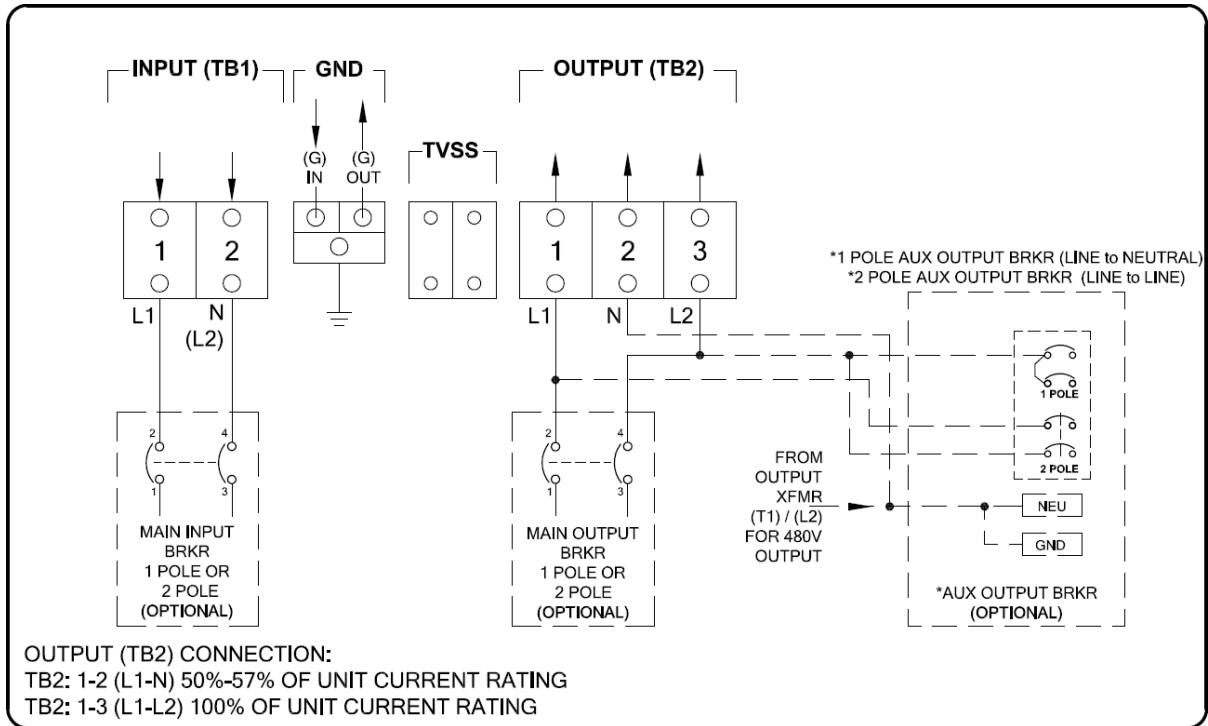 INPUT (TB1)
GND
OUTPUT (TB2)
(G)
IN
(G)
OUT
TVSS
1
2
1
2
3
L1
N
(L2)
L1
N
L2
*1 POLE AUX OUTPUT BRKR (LINE to NEUTRAL)
*2 POLE AUX OUTPUT BRKR (LINE to LINE)
1 POLE
2 POLE
2
4
1
3
MAIN INPUT
BRKR
1 POLE OR
2 POLE
(OPTIONAL)
2
4
1
3
MAIN OUTPUT
BRKR
1 POLE OR
2 POLE
(OPTIONAL)
FROM
OUTPUT
XFMR
(T1) / (L2)
FOR 480V
OUTPUT
NEU
GND
*AUX OUTPUT BRKR
(OPTIONAL)
OUTPUT (TB2) CONNECTION:
TB2: 1-2 (L1-N) 50%-57% OF UNIT CURRENT RATING
TB2: 1-3 (L1-L2) 100% OF UNIT CURRENT RATING